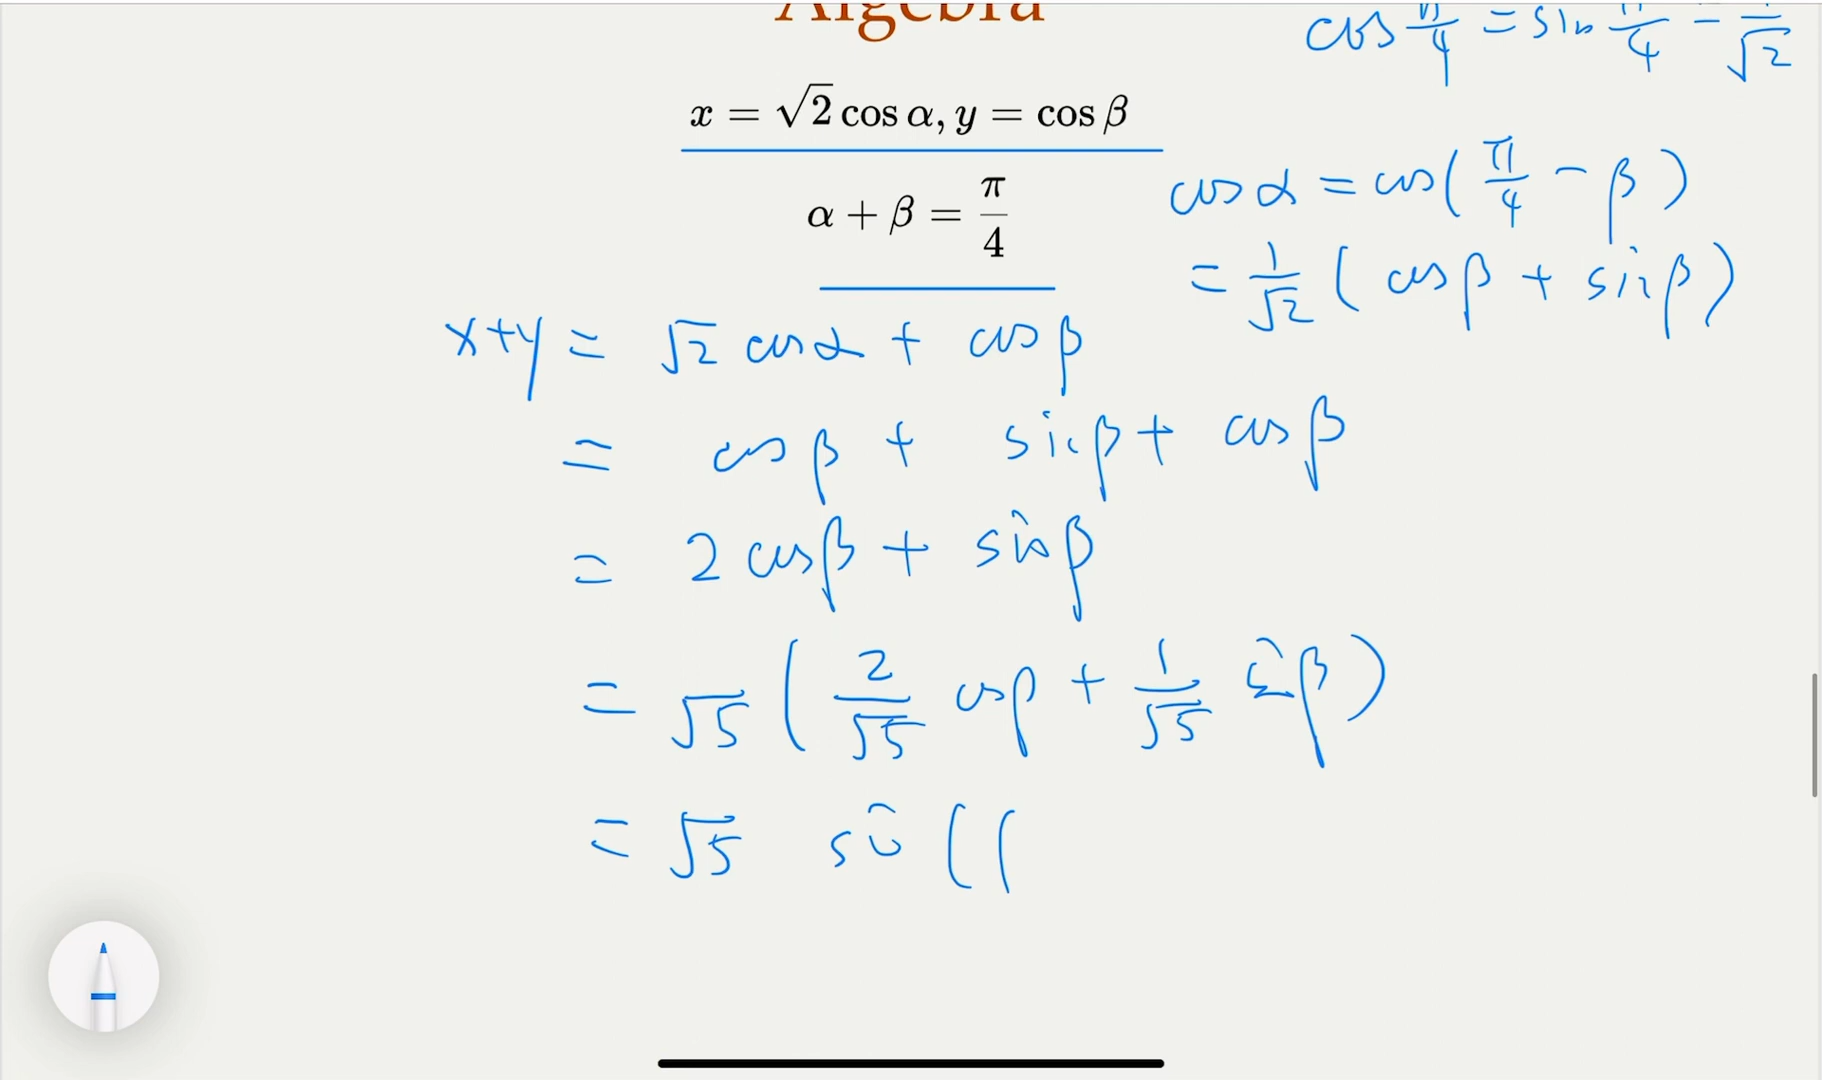 Algebra
cos π/4 = sin π/4 = 1/√2
x = √2 cos α, y = cos β
α + β = π/4
cos α = cos(π/4 − β)
= 1/√2 (cos β + sin β)
x+y = √2 cos α + cos β
= cos β + sin β + cos β
= 2 cos β + sin β
= √5 ( 2/√5 cos β + 1/√5 sin β )
= √5 sin ( (